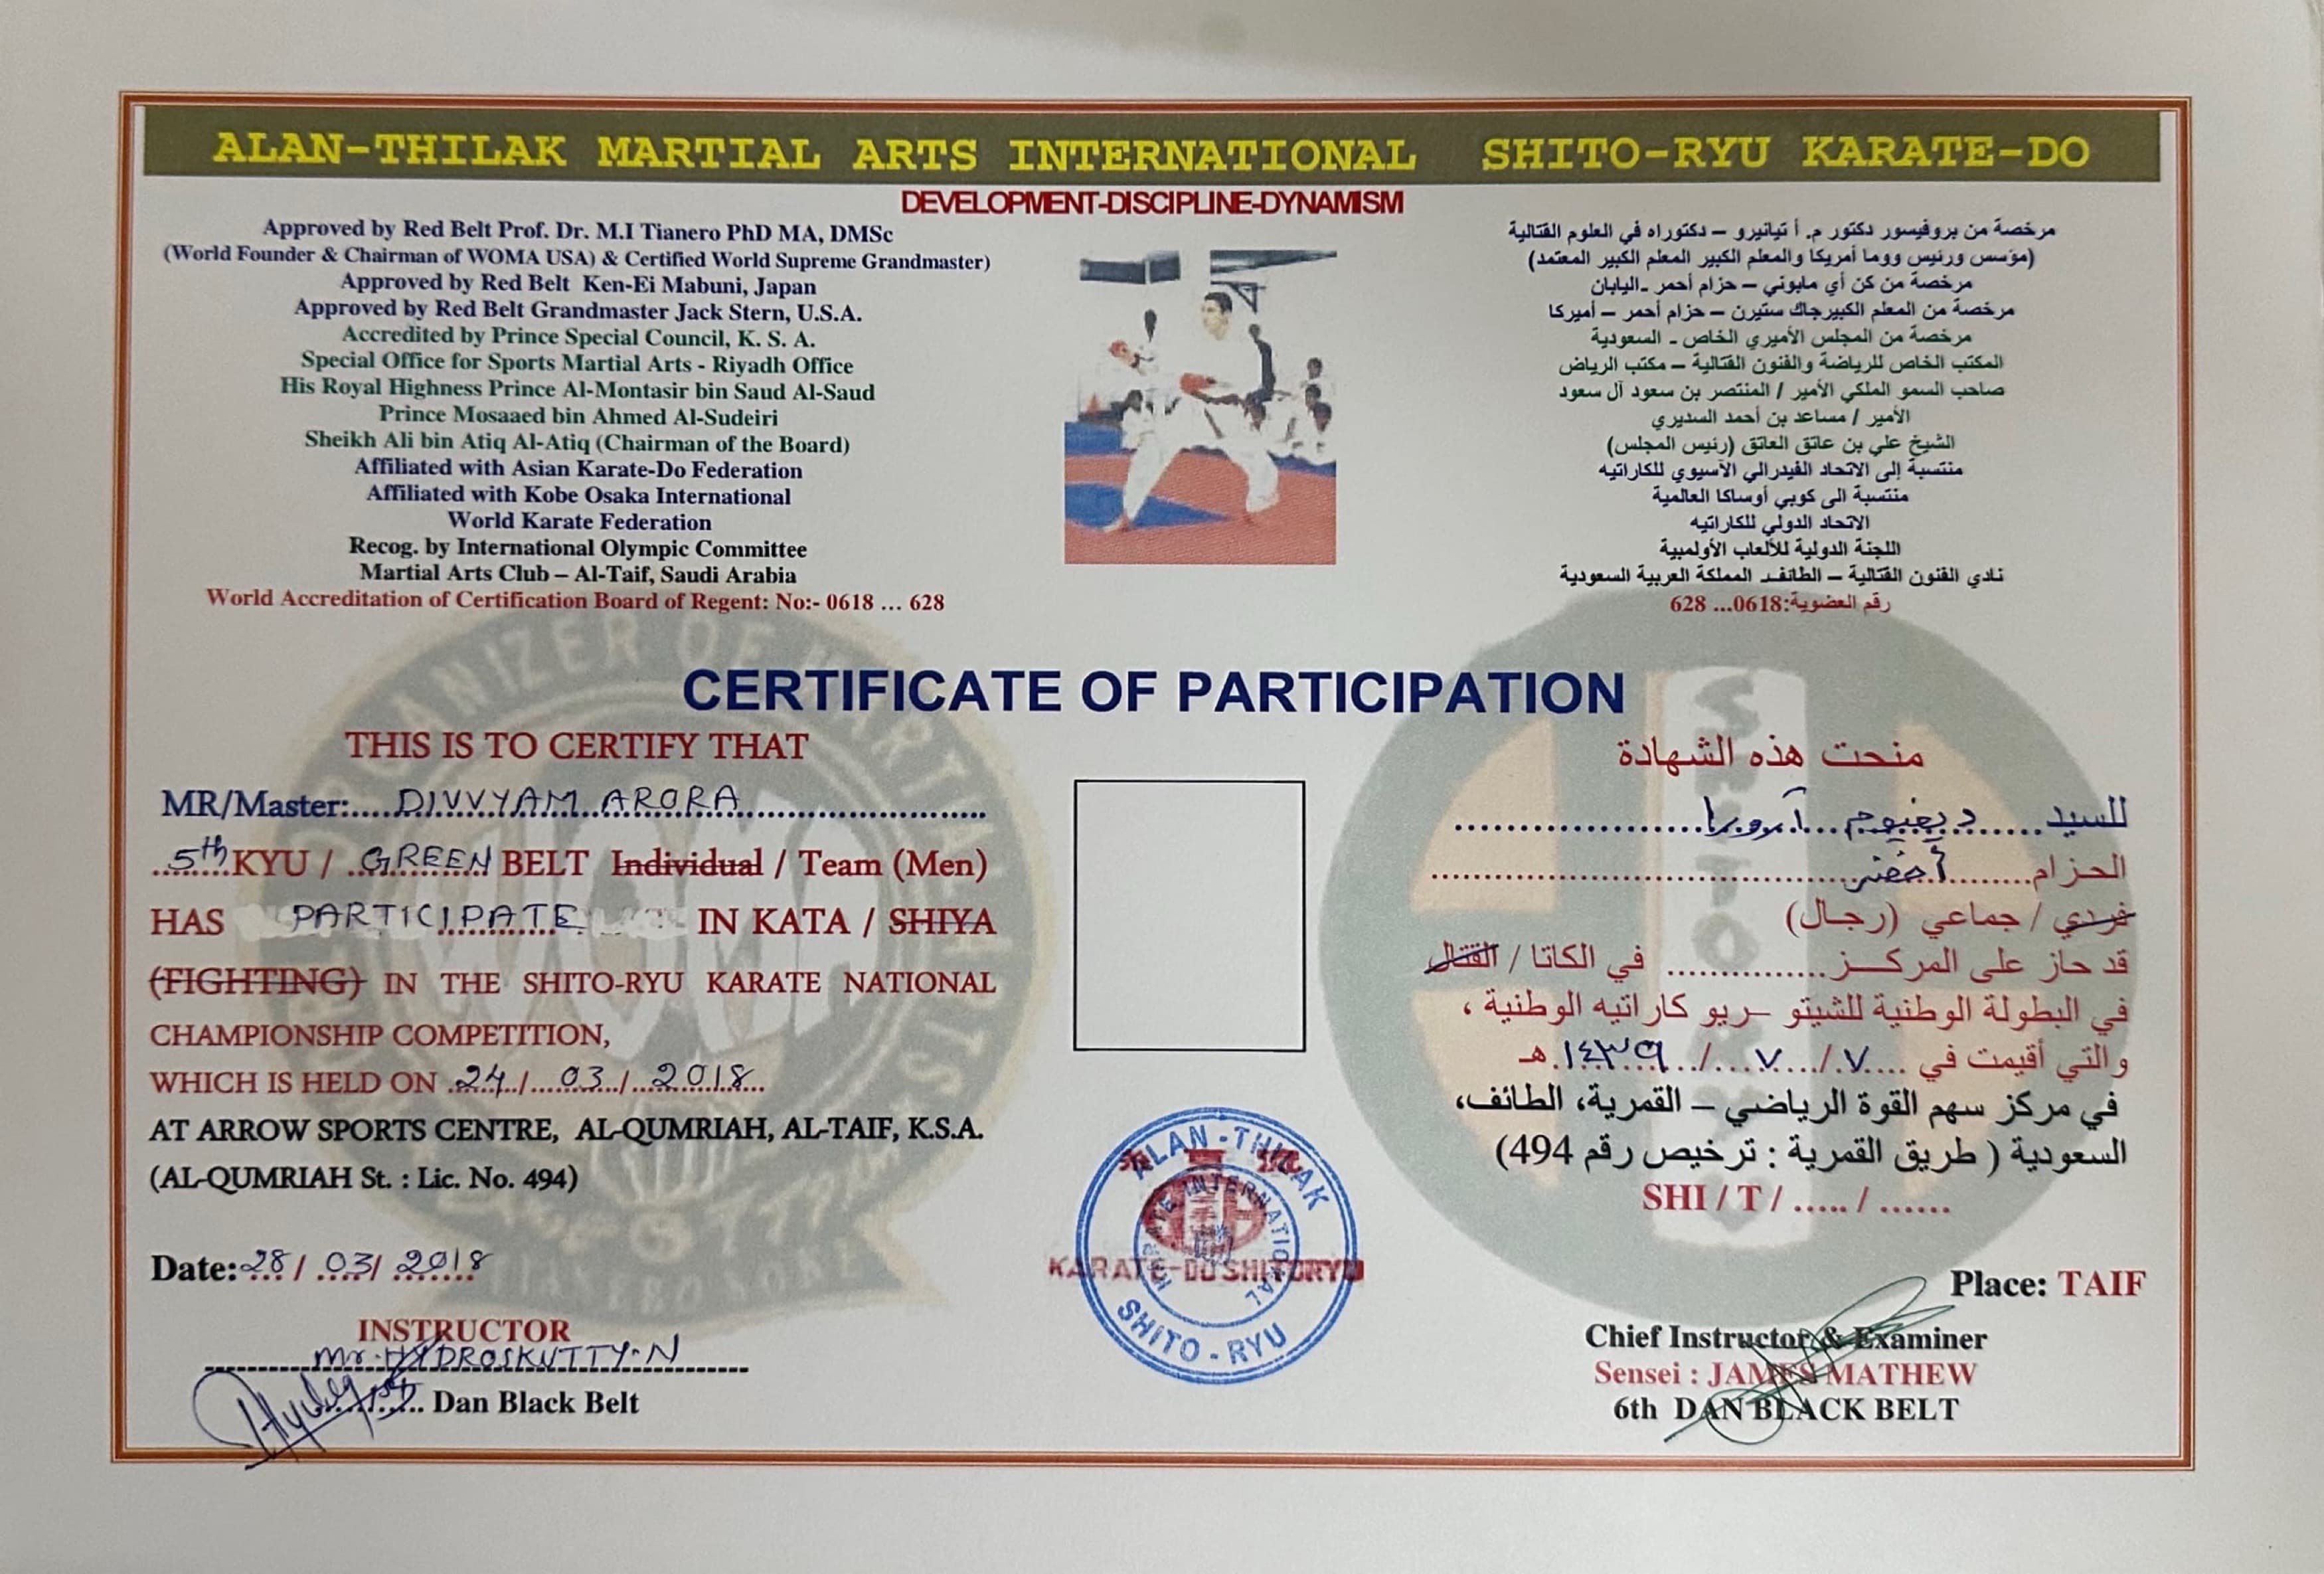 ALAN-THILAK MARTIAL ARTS INTERNATIONAL SHITO-RYU KARATE-DO
DEVELOPMENT-DISCIPLINE-DYNAMISM
Approved by Red Belt Prof. Dr. M.I Tianero PhD MA, DMSc
(World Founder & Chairman of WOMA USA) & Certified World Supreme Grandmaster)
Approved by Red Belt Ken-Ei Mabuni, Japan
Approved by Red Belt Grandmaster Jack Stern, U.S.A.
Accredited by Prince Special Council, K. S. A.
Special Office for Sports Martial Arts - Riyadh Office
His Royal Highness Prince Al-Montasir bin Saud Al-Saud
Prince Mosaaed bin Ahmed Al-Sudeiri
Sheikh Ali bin Atiq Al-Atiq (Chairman of the Board)
Affiliated with Asian Karate-Do Federation
Affiliated with Kobe Osaka International
World Karate Federation
Recog. by International Olympic Committee
Martial Arts Club – Al-Taif, Saudi Arabia
World Accreditation of Certification Board of Regent: No:- 0618 ... 628
مرخصة من بروفيسور دكتور م. أ تيانيرو – دكتوراه في العلوم القتالية
(مؤسس ورئيس ووما أمريكا والمعلم الكبير المعلم الكبير المعتمد)
مرخصة من كن أي مابوني – حزام أحمر -اليابان
مرخصة من المعلم الكبيرجاك ستيرن – حزام أحمر – أميركا
مرخصة من المجلس الأميري الخاص - السعودية
المكتب الخاص للرياضة والفنون القتالية – مكتب الرياض
صاحب السمو الملكي الأمير / المنتصر بن سعود آل سعود
الأمير / مساعد بن أحمد السديري
الشيخ علي بن عاتق العاتق (رئيس المجلس)
منتسبة إلى الاتحاد الفيدرالي الآسيوي للكاراتيه
منتسبة الى كوبي أوساكا العالمية
الاتحاد الدولي للكاراتيه
اللجنة الدولية للألعاب الأولمبية
نادي الفنون القتالية – الطائف المملكة العربية السعودية
رقم العضوية:0618... 628
CERTIFICATE OF PARTICIPATION
THIS IS TO CERTIFY THAT
MR/Master:....DIVVYAM ARORA..............................
..5th..KYU / .GREEN. BELT Individual / Team (Men)
HAS PARTICIPATE IN KATA / SHIYA
(FIGHTING) IN THE SHITO-RYU KARATE NATIONAL
CHAMPIONSHIP COMPETITION,
WHICH IS HELD ON .24../....03.../..2018...
AT ARROW SPORTS CENTRE, AL-QUMRIAH, AL-TAIF, K.S.A.
(AL-QUMRIAH St. : Lic. No. 494)
منحت هذه الشهادة
للسيد......ديفيوم...آرورا......................
الحزام........أخضر........................................
فردي / جماعي (رجال)
قد حاز على المركــز................ في الكاتا / القتال
في البطولة الوطنية للشيتو –ريو كاراتيه الوطنية ،
والتي أقيمت في ....٧./....٧.../..١٤٣٩.هـ
في مركز سهم القوة الرياضي – القمرية، الطائف،
السعودية ( طريق القمرية : ترخيص رقم 494)
SHI / T / ..... / ......
Date: 28 / 03 / 2018
INSTRUCTOR
Mr. HYDROSKUTTY.N
Dan Black Belt
ALAN-THILAK
KARATE INTERNATIONAL
KARATE-DO SHITORYU
SHITO-RYU
Place: TAIF
Chief Instructor & Examiner
Sensei : JAMES MATHEW
6th DAN BLACK BELT